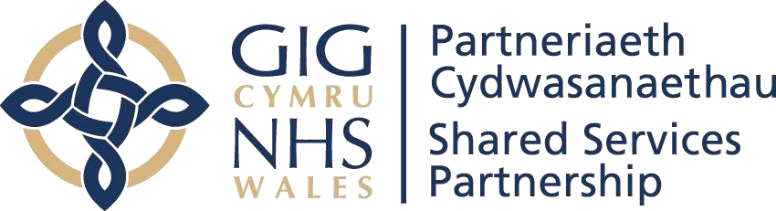 GIG
CYMRU
NHS
WALES
Partneriaeth
Cydwasanaethau
Shared Services
Partnership